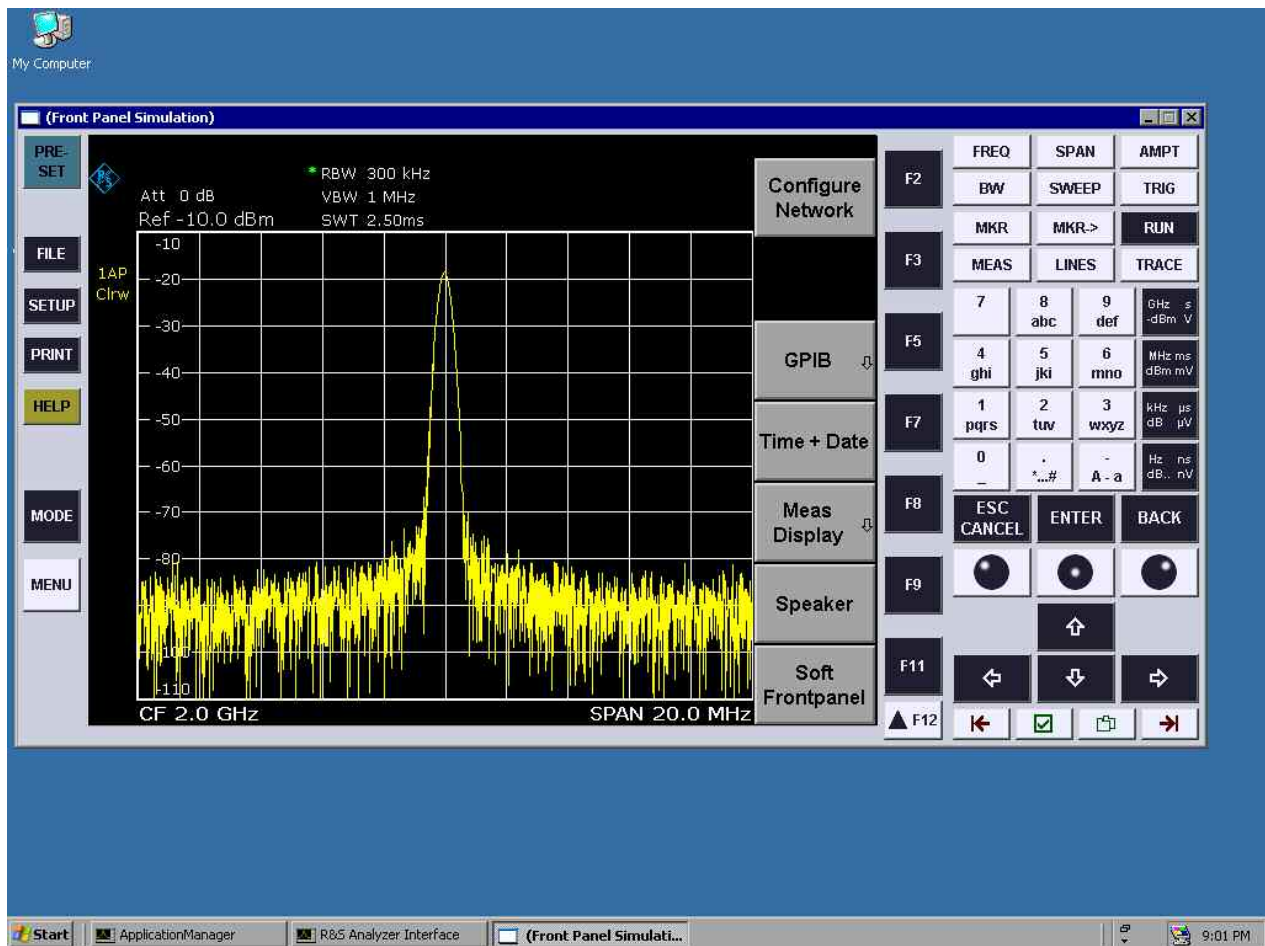 My Computer
(Front Panel Simulation)
PRE-
SET
FILE
SETUP
PRINT
HELP
MODE
MENU
R&S
Att 0 dB
Ref -10.0 dBm
* RBW 300 kHz
VBW 1 MHz
SWT 2.50ms
1AP
Clrw
-10
-20
-30
-40
-50
-60
-70
-80
-100
-110
CF 2.0 GHz
SPAN 20.0 MHz
Configure
Network
GPIB
Time + Date
Meas
Display
Speaker
Soft
Frontpanel
F2
F3
F5
F7
F8
F9
F11
F12
FREQ SPAN AMPT
BW SWEEP TRIG
MKR MKR-> RUN
MEAS LINES TRACE
7 8 9 GHz s
abc def -dBm V
4 5 6 MHz ms
ghi jkl mno dBm mV
1 2 3 kHz µs
pqrs tuv wxyz dB µV
0 . - Hz ns
_ *...# A - a dB.. nV
ESC
CANCEL
ENTER
BACK
Start
ApplicationManager
R&S Analyzer Interface
(Front Panel Simulati...
9:01 PM